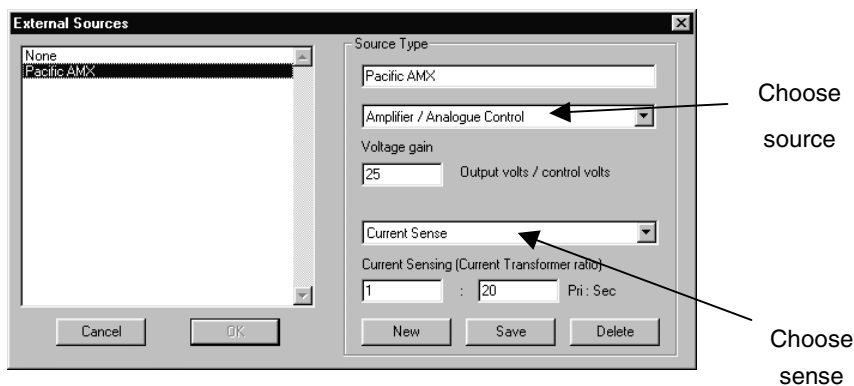 External Sources
None
Pacific AMX
Source Type
Pacific AMX
Amplifier / Analogue Control
Voltage gain
25 Output volts / control volts
Current Sense
Current Sensing (Current Transformer ratio)
1 : 20 Pri : Sec
Cancel OK New Save Delete
Choose
source
Choose
sense